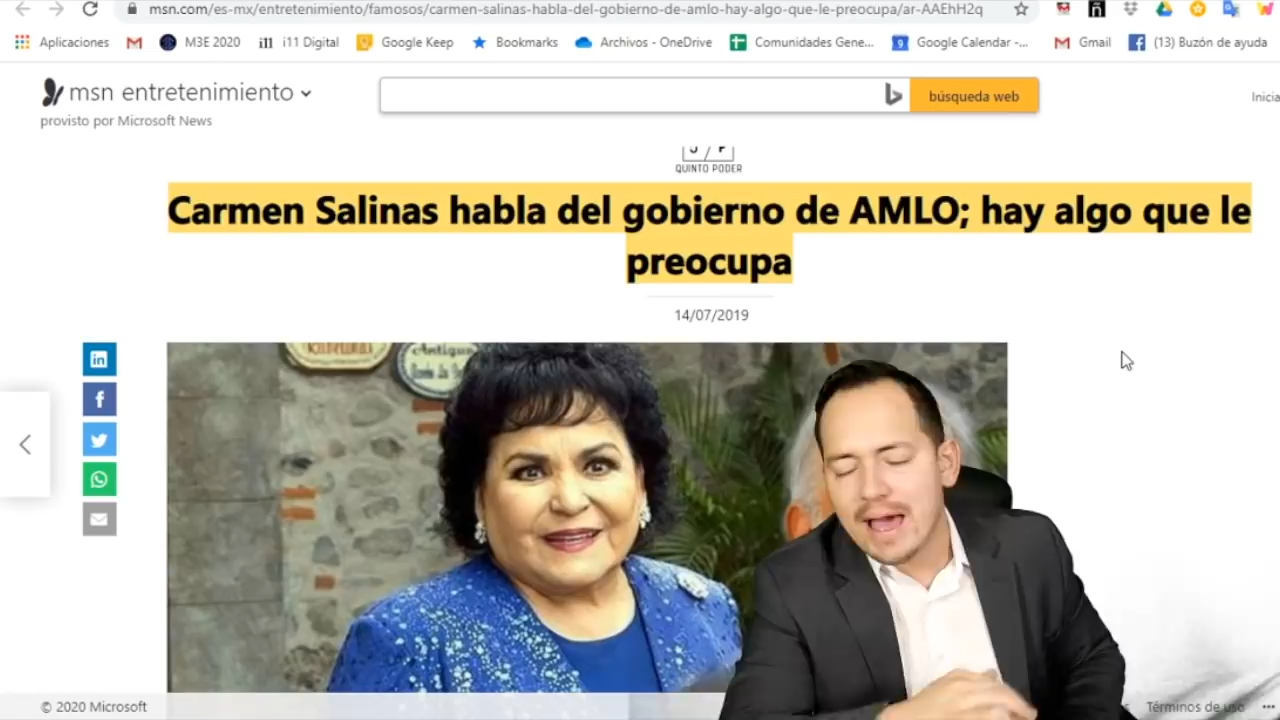 msn.com/es-mx/entretenimiento/famosos/carmen-salinas-habla-del-gobierno-de-amlo-hay-algo-que-le-preocupa/ar-AAEhH2q
Aplicaciones M3E 2020 i11 i11 Digital Google Keep Bookmarks Archivos - OneDrive Comunidades Gene... 9 Google Calendar -... Gmail (13) Buzón de ayuda
msn entretenimiento
búsqueda web
Inicia
provisto por Microsoft News
QUINTO PODER
Carmen Salinas habla del gobierno de AMLO; hay algo que le
preocupa
14/07/2019
Antigua
© 2020 Microsoft
Términos de uso